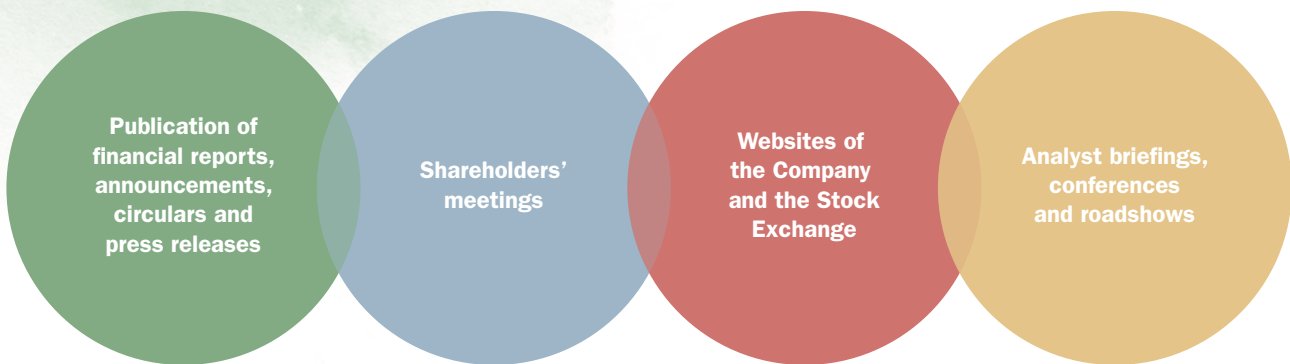 Publication of
financial reports,
announcements,
circulars and
press releases
Shareholders’
meetings
Websites of
the Company
and the Stock
Exchange
Analyst briefings,
conferences
and roadshows